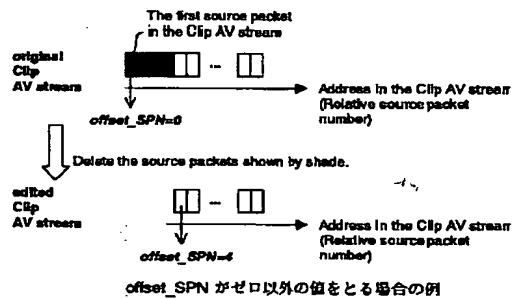 The first source packet
in the Clip AV stream
original
Clip
AV stream
...
Address in the Clip AV stream
(Relative source packet
number)
offset_SPN=0
Delete the source packets shown by shade.
edited
Clip
AV stream
...
Address in the Clip AV stream
(Relative source packet
number)
offset_SPN=4
offset_SPN がゼロ以外の値をとる場合の例